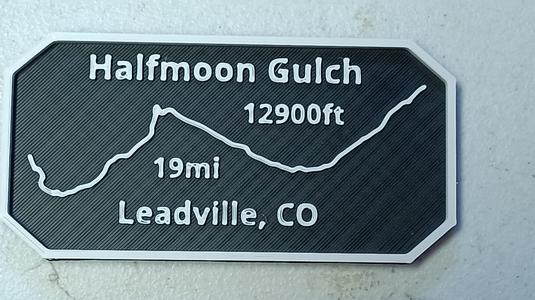 Halfmoon Gulch
12900ft
19mi
Leadville, CO